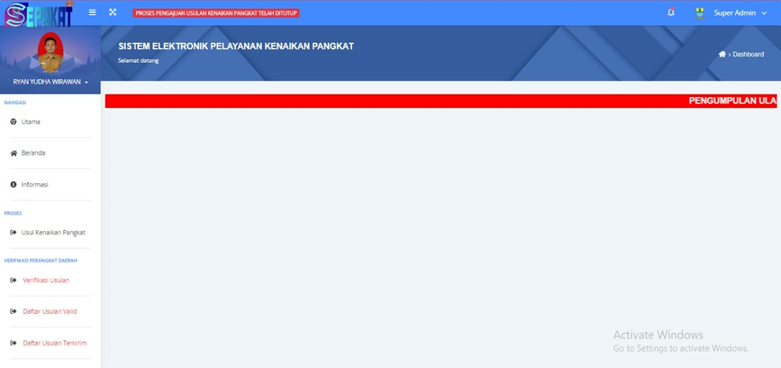 SEPAKAT
PROSES PENGAJUAN USULAN KENAIKAN PANGKAT TELAH DITUTUP
Super Admin
SISTEM ELEKTRONIK PELAYANAN KENAIKAN PANGKAT
Selamat datang
› Dashboard
RYAN YUDHA WIRAWAN
NAVIGASI
Utama
Beranda
Informasi
PROSES
Usul Kenaikan Pangkat
VERIFIKASI PERANGKAT DAERAH
Verifikasi Usulan
Daftar Usulan Valid
Daftar Usulan Terkirim
PENGUMPULAN ULA
Activate Windows
Go to Settings to activate Windows.